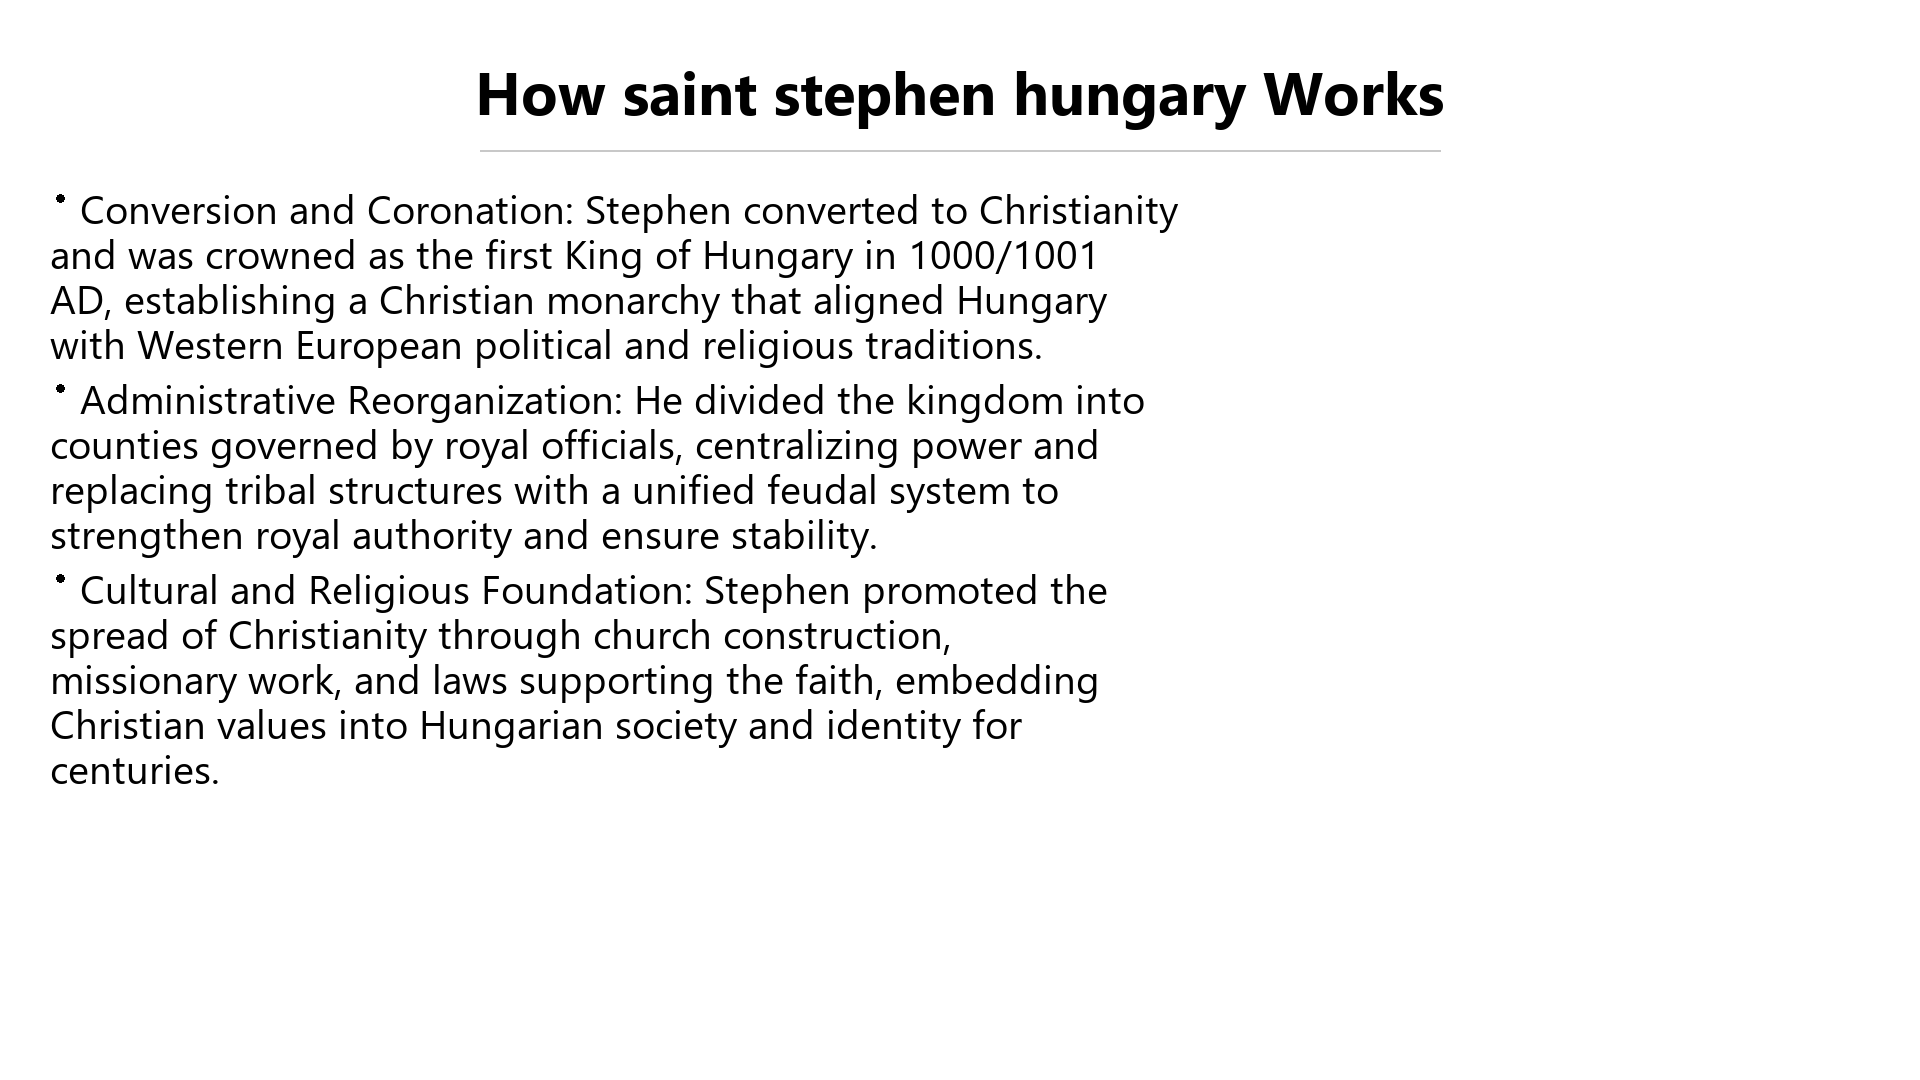 How saint stephen hungary Works
• Conversion and Coronation: Stephen converted to Christianity
and was crowned as the first King of Hungary in 1000/1001
AD, establishing a Christian monarchy that aligned Hungary
with Western European political and religious traditions.
• Administrative Reorganization: He divided the kingdom into
counties governed by royal officials, centralizing power and
replacing tribal structures with a unified feudal system to
strengthen royal authority and ensure stability.
• Cultural and Religious Foundation: Stephen promoted the
spread of Christianity through church construction,
missionary work, and laws supporting the faith, embedding
Christian values into Hungarian society and identity for
centuries.